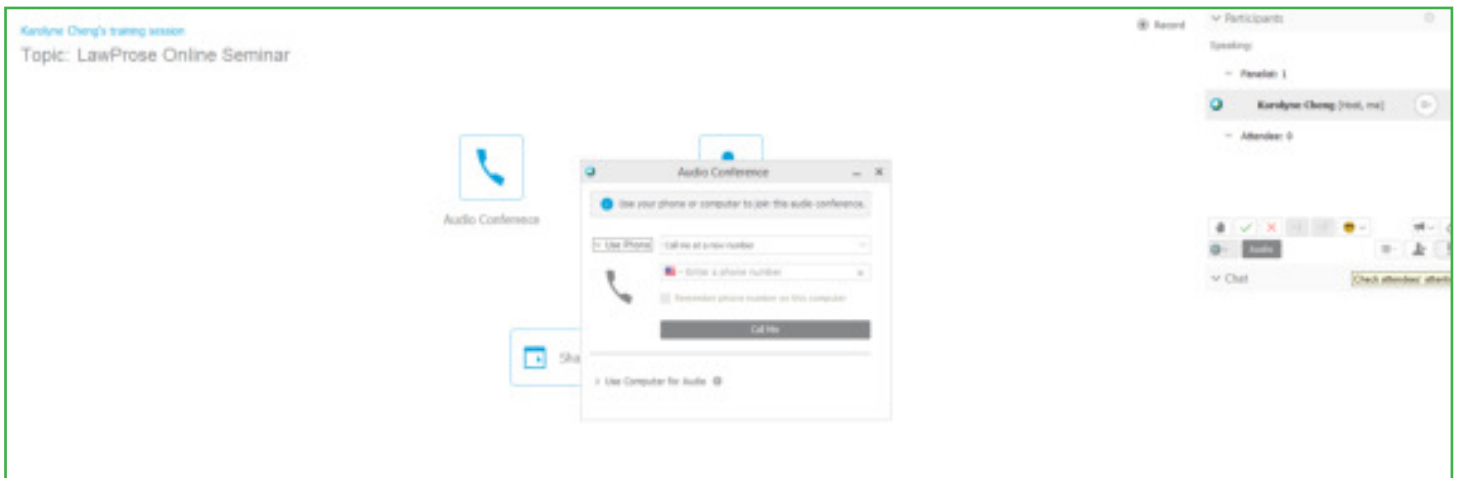 Karolyne Cheng's training session
Topic: LawProse Online Seminar
Record
Audio Conference
Sha
Audio Conference
Use your phone or computer to join the audio conference.
Use Phone
Call me at a new number
Enter a phone number
Remember phone number on this computer
Call Me
Use Computer for Audio
Participants
Speaking:
Panelist: 1
Karolyne Cheng (Host, me)
Attendee: 0
Audio
Chat
Check attendees'